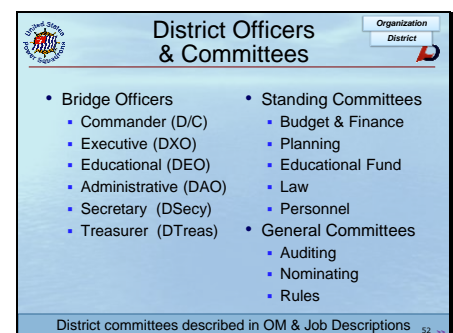 United States
Power Squadrons
District Officers
& Committees
Organization
District
• Bridge Officers
▪ Commander (D/C)
▪ Executive (DXO)
▪ Educational (DEO)
▪ Administrative (DAO)
▪ Secretary (DSecy)
▪ Treasurer (DTreas)
• Standing Committees
▪ Budget & Finance
▪ Planning
▪ Educational Fund
▪ Law
▪ Personnel
• General Committees
▪ Auditing
▪ Nominating
▪ Rules
District committees described in OM & Job Descriptions
52 >>